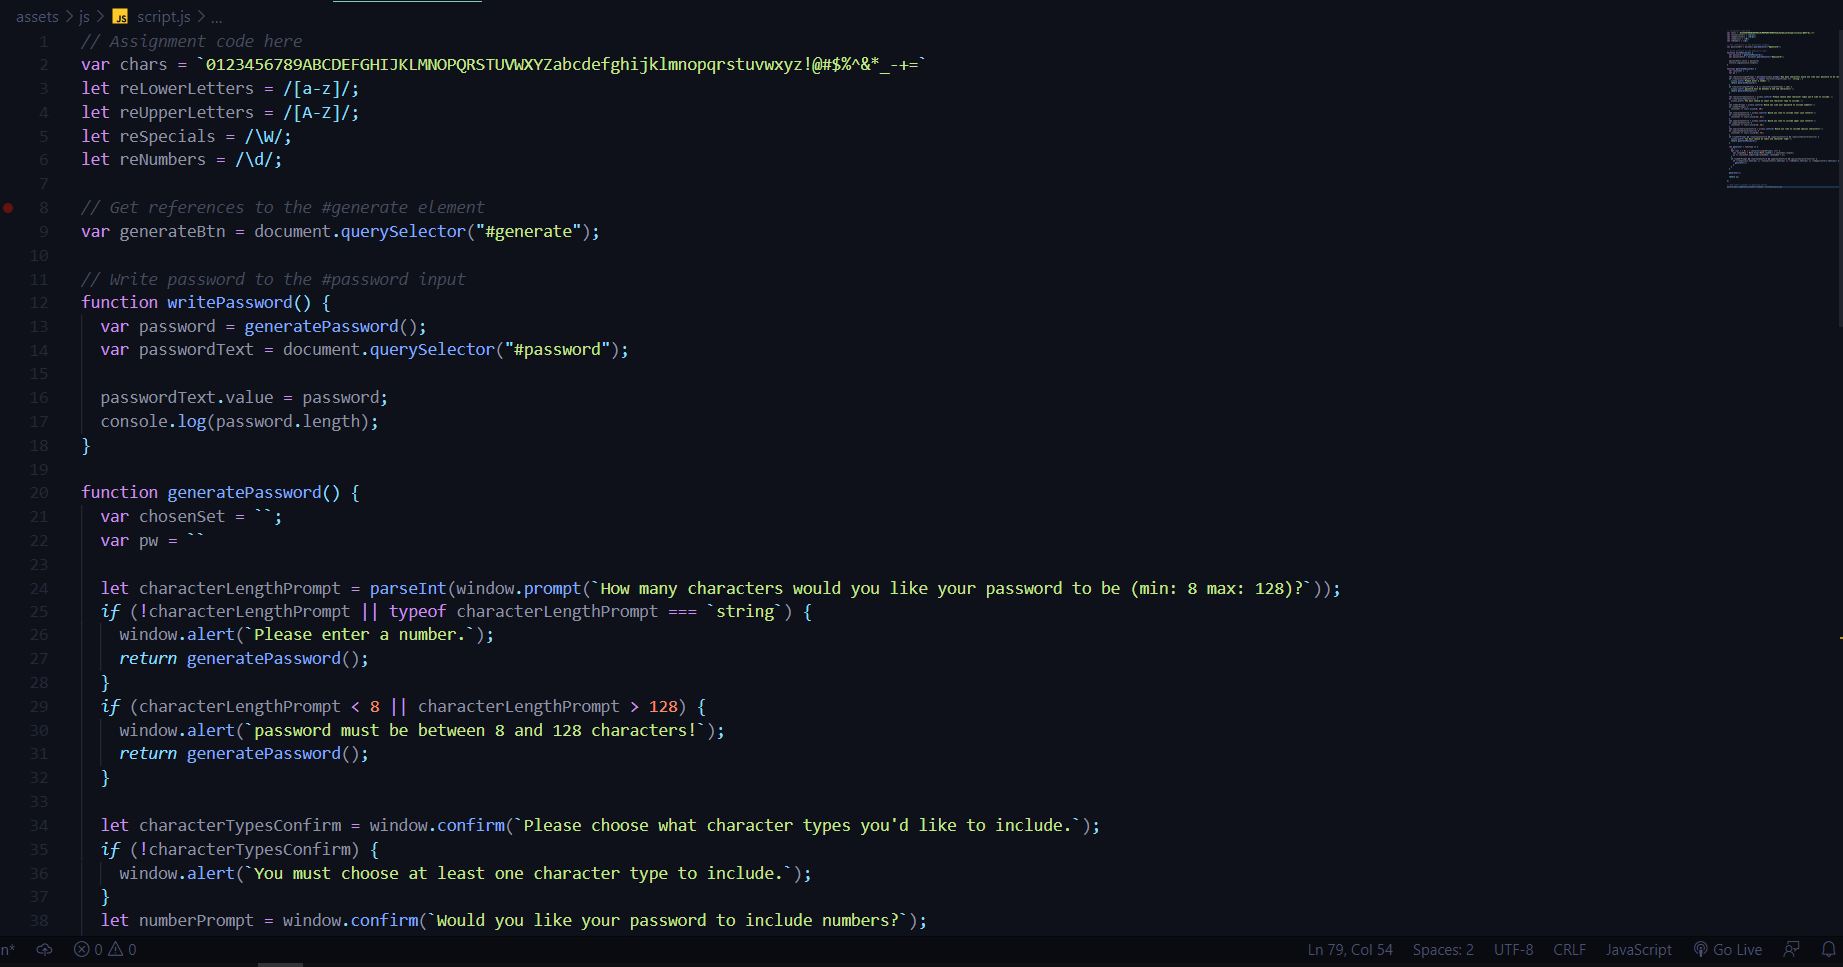 assets > js > JS script.js > ...
1 // Assignment code here
2 var chars = `0123456789ABCDEFGHIJKLMNOPQRSTUVWXYZabcdefghijklmnopqrstuvwxyz!@#$%^&*_-+=`
3 let reLowerLetters = /[a-z]/;
4 let reUpperLetters = /[A-Z]/;
5 let reSpecials = /\W/;
6 let reNumbers = /\d/;
7
8 // Get references to the #generate element
9 var generateBtn = document.querySelector("#generate");
10
11 // Write password to the #password input
12 function writePassword() {
13 var password = generatePassword();
14 var passwordText = document.querySelector("#password");
15
16 passwordText.value = password;
17 console.log(password.length);
18 }
19
20 function generatePassword() {
21 var chosenSet = ``;
22 var pw = ``
23
24 let characterLengthPrompt = parseInt(window.prompt(`How many characters would you like your password to be (min: 8 max: 128)?`));
25 if (!characterLengthPrompt || typeof characterLengthPrompt === `string`) {
26 window.alert(`Please enter a number.`);
27 return generatePassword();
28 }
29 if (characterLengthPrompt < 8 || characterLengthPrompt > 128) {
30 window.alert(`password must be between 8 and 128 characters!`);
31 return generatePassword();
32 }
33
34 let characterTypesConfirm = window.confirm(`Please choose what character types you'd like to include.`);
35 if (!characterTypesConfirm) {
36 window.alert(`You must choose at least one character type to include.`);
37 }
38 let numberPrompt = window.confirm(`Would you like your password to include numbers?`);
n* 0 0 Ln 79, Col 54 Spaces: 2 UTF-8 CRLF JavaScript Go Live